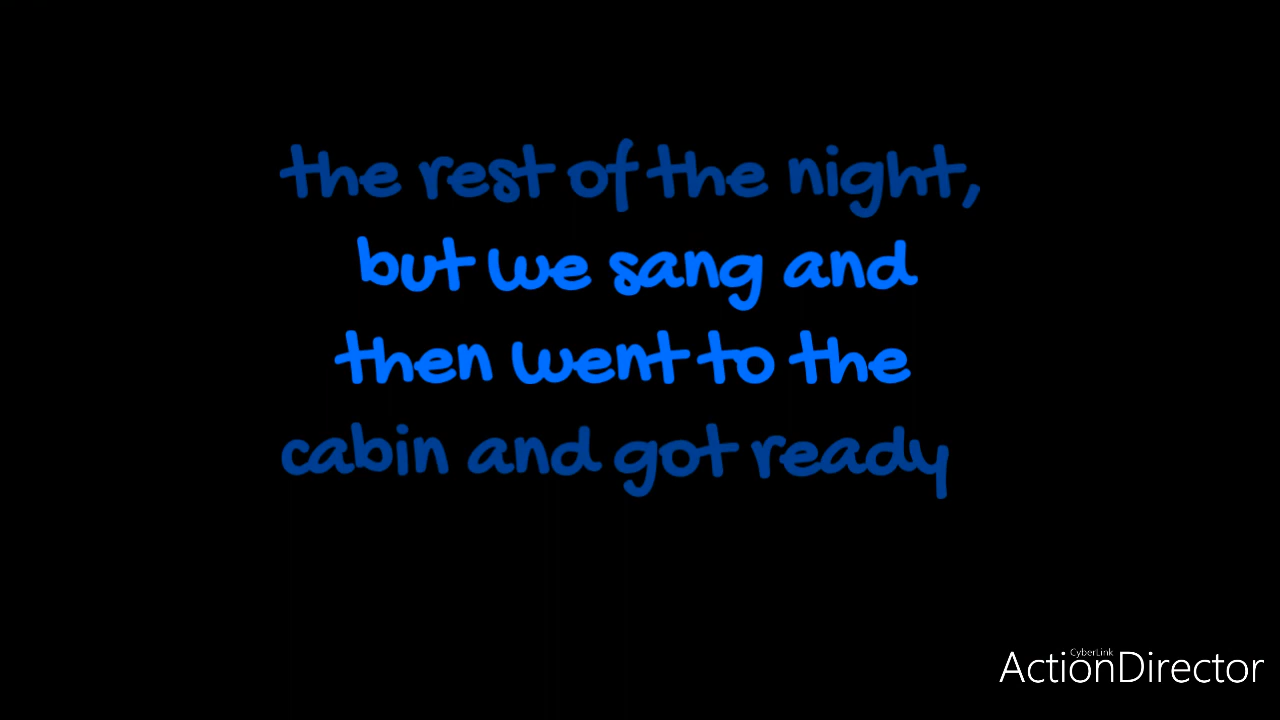 the rest of the night,
but we sang and
then went to the
cabin and got ready
CyberLink
ActionDirector